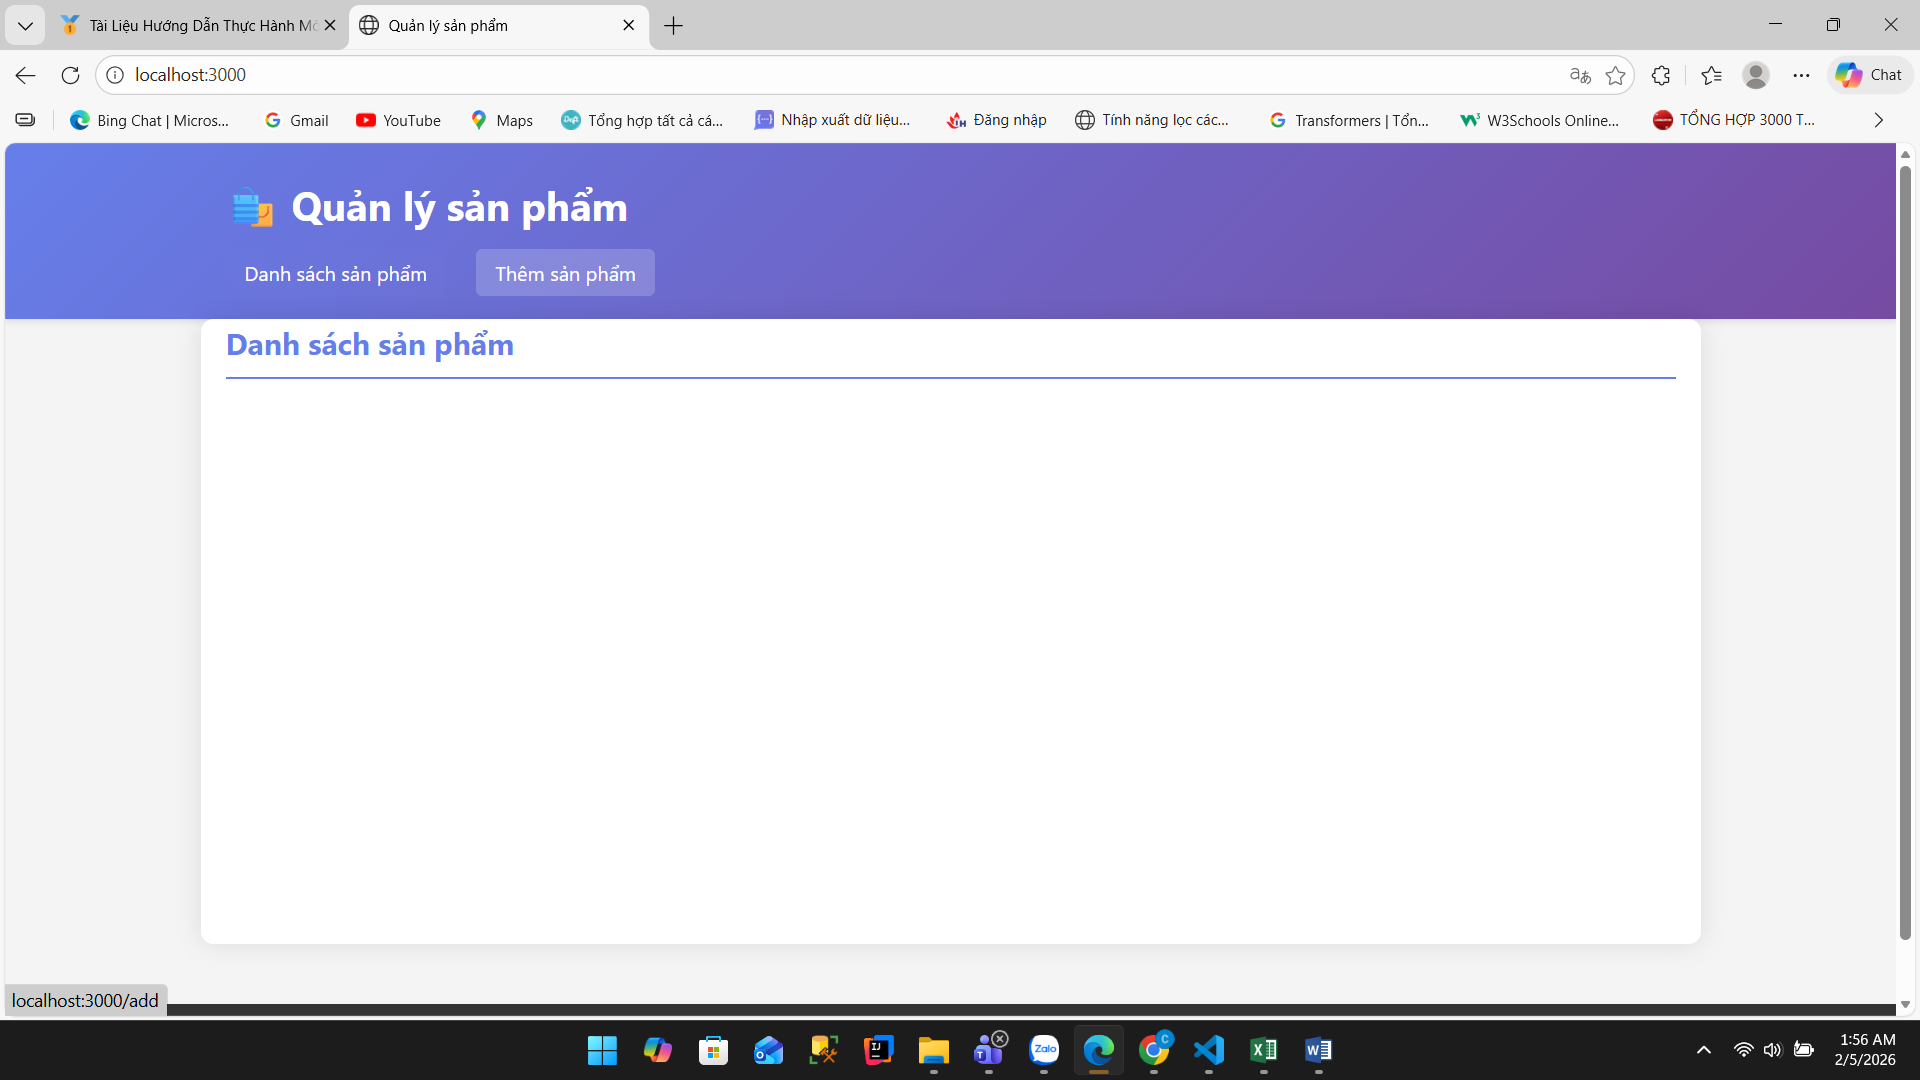 Tài Liệu Hướng Dẫn Thực Hành Mô
Quản lý sản phẩm
localhost:3000
Chat
Bing Chat | Micros...
Gmail
YouTube
Maps
Tổng hợp tất cả cá...
Nhập xuất dữ liệu...
Đăng nhập
Tính năng lọc các...
Transformers | Tổn...
W3Schools Online...
TỔNG HỢP 3000 T...
Quản lý sản phẩm
Danh sách sản phẩm
Thêm sản phẩm
Danh sách sản phẩm
localhost:3000/add
Zalo
1:56 AM
2/5/2026